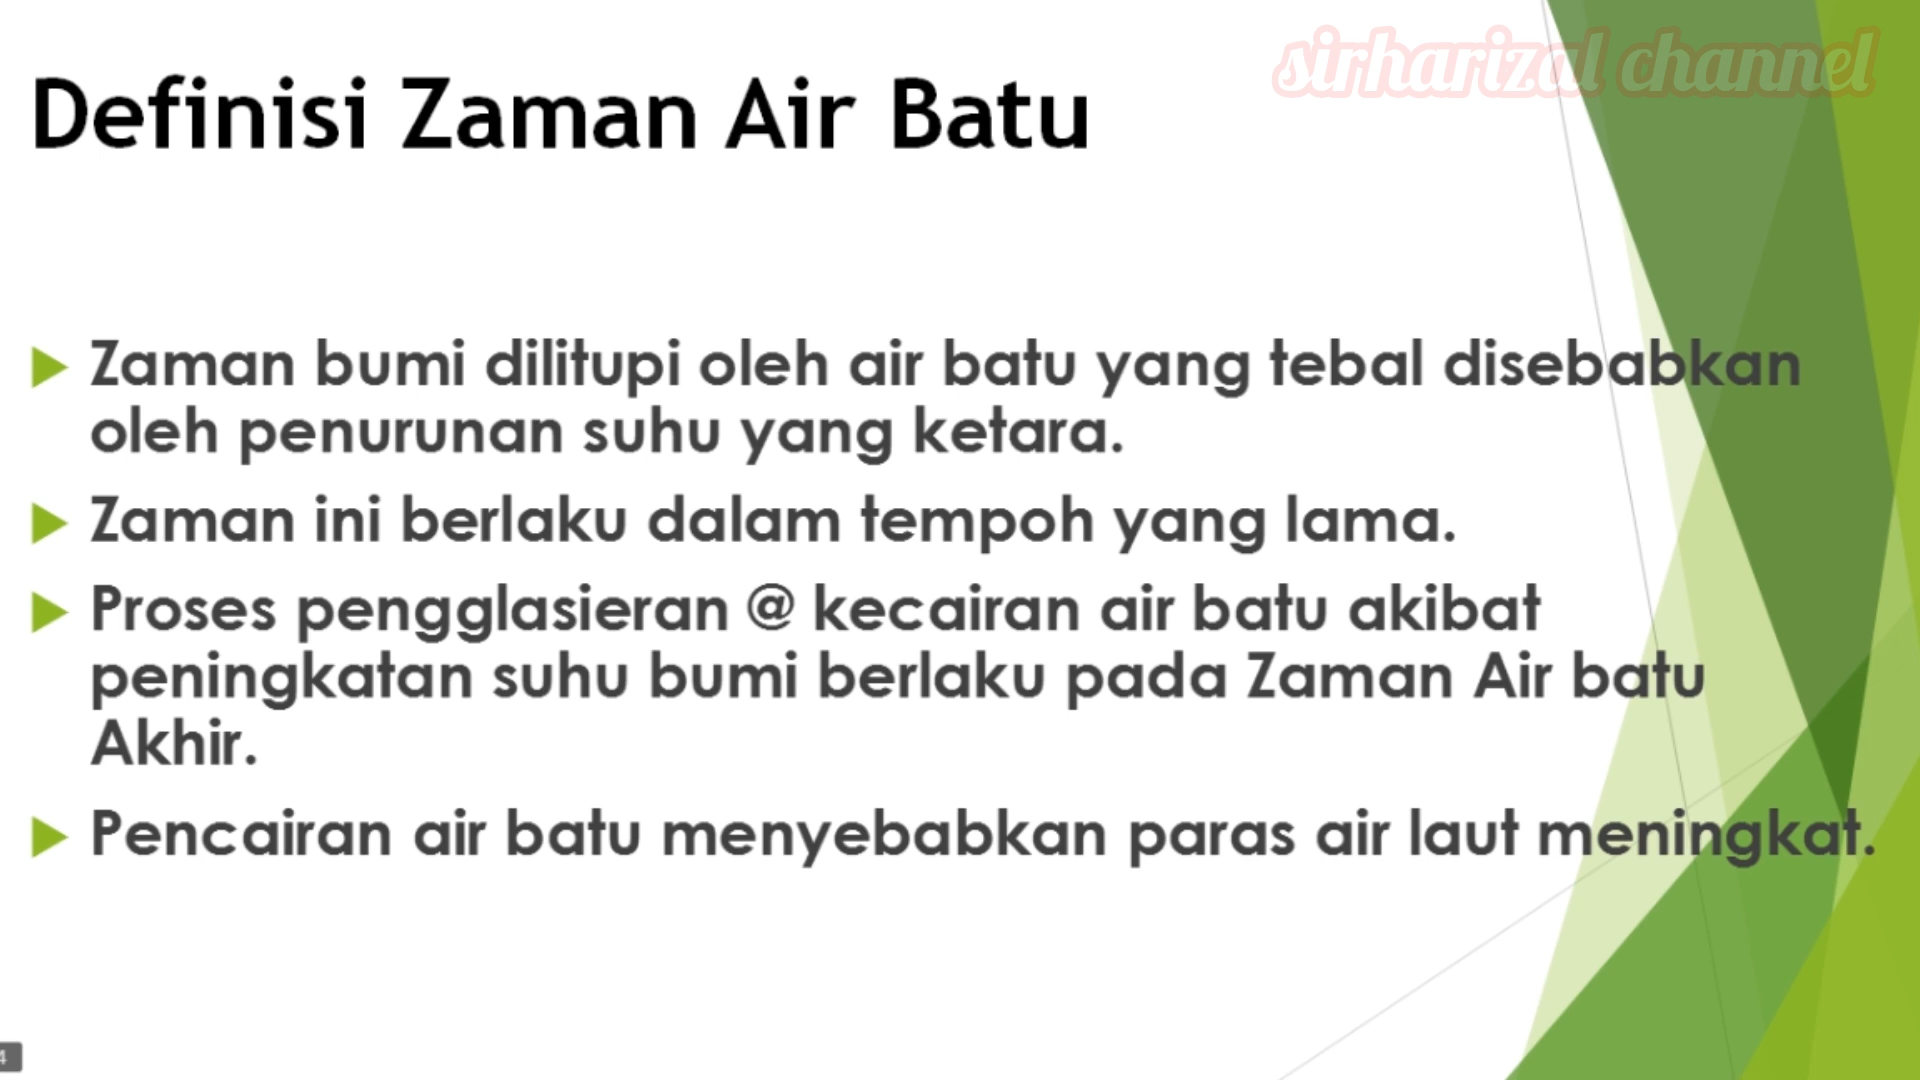 sirharizal channel
Definisi Zaman Air Batu
Zaman bumi dilitupi oleh air batu yang tebal disebabkan
oleh penurunan suhu yang ketara.
Zaman ini berlaku dalam tempoh yang lama.
Proses pengglasieran @ kecairan air batu akibat
peningkatan suhu bumi berlaku pada Zaman Air batu
Akhir.
Pencairan air batu menyebabkan paras air laut meningkat.
4